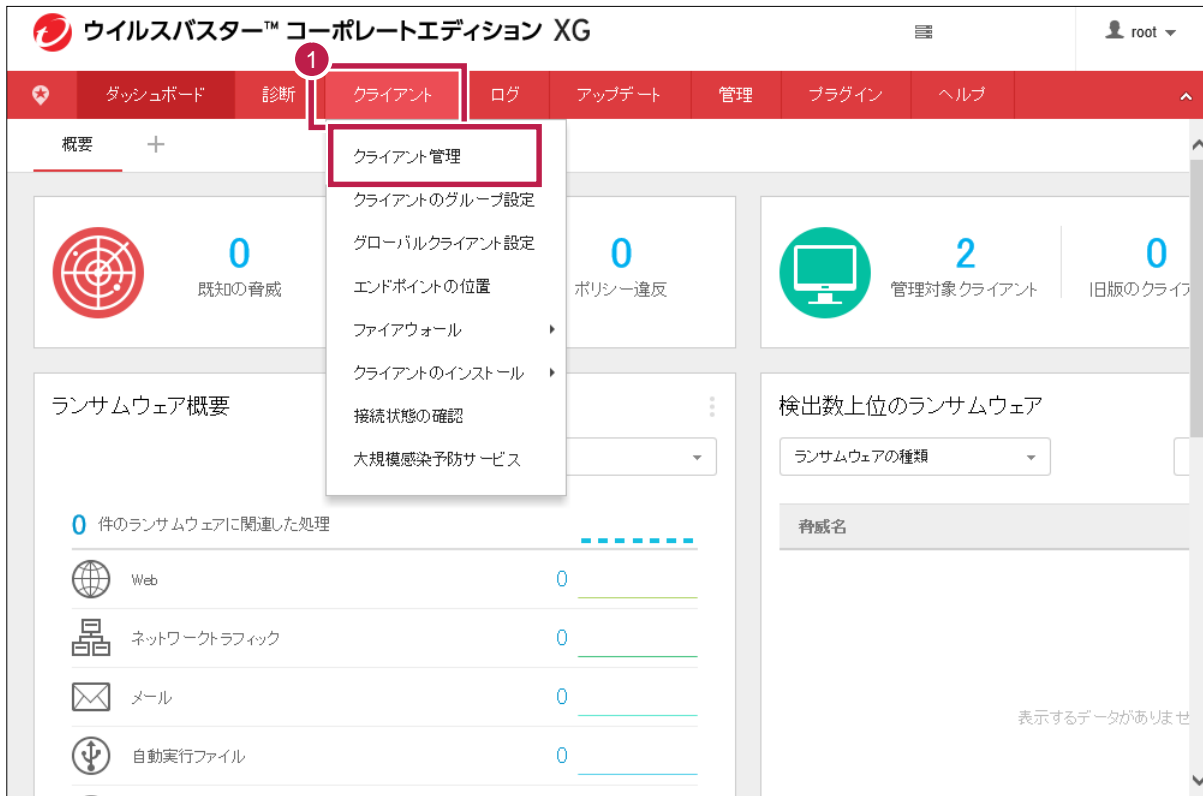 ウイルスバスター™ コーポレートエディション XG
root
1
ダッシュボード 診断 クライアント ログ アップデート 管理 プラグイン ヘルプ
概要 +
クライアント管理
クライアントのグループ設定
グローバルクライアント設定
エンドポイントの位置
ファイアウォール
クライアントのインストール
接続状態の確認
大規模感染予防サービス
0
既知の脅威
0
ポリシー違反
2
管理対象クライアント
0
旧版のクライア
ランサムウェア概要
0 件のランサムウェアに関連した処理
Web 0
ネットワークトラフィック 0
メール 0
自動実行ファイル 0
検出数上位のランサムウェア
ランサムウェアの種類
脅威名
表示するデータがありませ